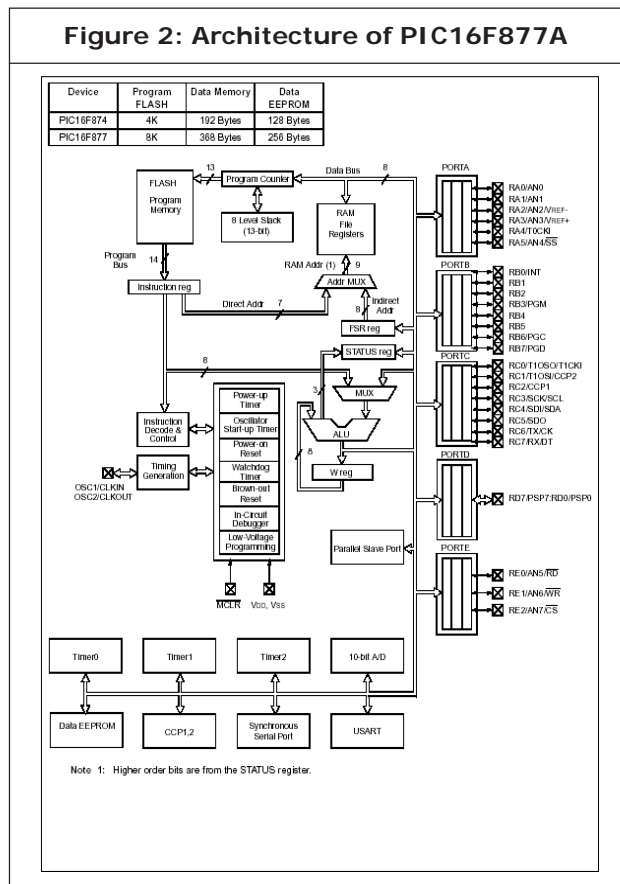 Figure 2: Architecture of PIC16F877A
Device Program FLASH Data Memory Data EEPROM
PIC16F874 4K 192 Bytes 128 Bytes
PIC16F877 8K 368 Bytes 256 Bytes
FLASH
Program
Memory
13
Program Counter
8 Level Stack
(13-bit)
Data Bus
8
RAM
File
Registers
Program
Bus
14
RAM Addr (1)
9
Instruction reg
Addr MUX
Direct Addr
7
8
Indirect
Addr
FSR reg
STATUS reg
8
3
MUX
ALU
8
W reg
Instruction
Decode &
Control
Timing
Generation
OSC1/CLKIN
OSC2/CLKOUT
Power-up
Timer
Oscillator
Start-up Timer
Power-on
Reset
Watchdog
Timer
Brown-out
Reset
In-Circuit
Debugger
Low-Voltage
Programming
MCLR
VDD, VSS
Parallel Slave Port
PORTA
RA0/AN0
RA1/AN1
RA2/AN2/VREF-
RA3/AN3/VREF+
RA4/T0CKI
RA5/AN4/SS
PORTB
RB0/INT
RB1
RB2
RB3/PGM
RB4
RB5
RB6/PGC
RB7/PGD
PORTC
RC0/T1OSO/T1CKI
RC1/T1OSI/CCP2
RC2/CCP1
RC3/SCK/SCL
RC4/SDI/SDA
RC5/SDO
RC6/TX/CK
RC7/RX/DT
PORTD
RD7/PSP7:RD0/PSP0
PORTE
RE0/AN5/RD
RE1/AN6/WR
RE2/AN7/CS
Timer0
Timer1
Timer2
10-bit A/D
Data EEPROM
CCP1,2
Synchronous
Serial Port
USART
Note 1: Higher order bits are from the STATUS register.